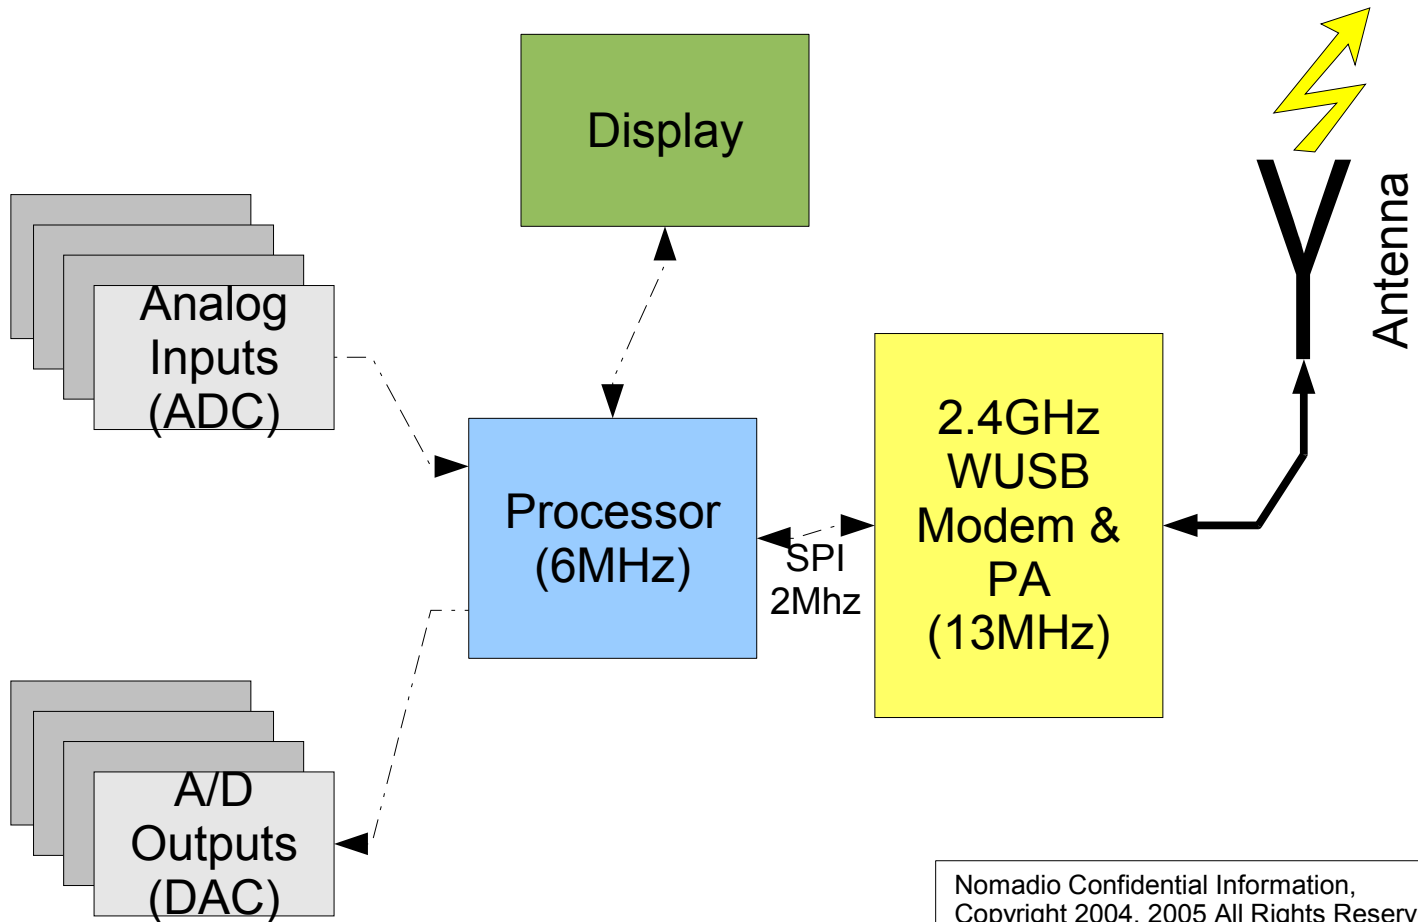 Display
Antenna
Analog
Inputs
(ADC)
2.4GHz
WUSB
Modem &
PA
(13MHz)
Processor
(6MHz)
SPI
2Mhz
A/D
Outputs
(DAC)
Nomadio Confidential Information,
Copyright 2004, 2005 All Rights Reserv